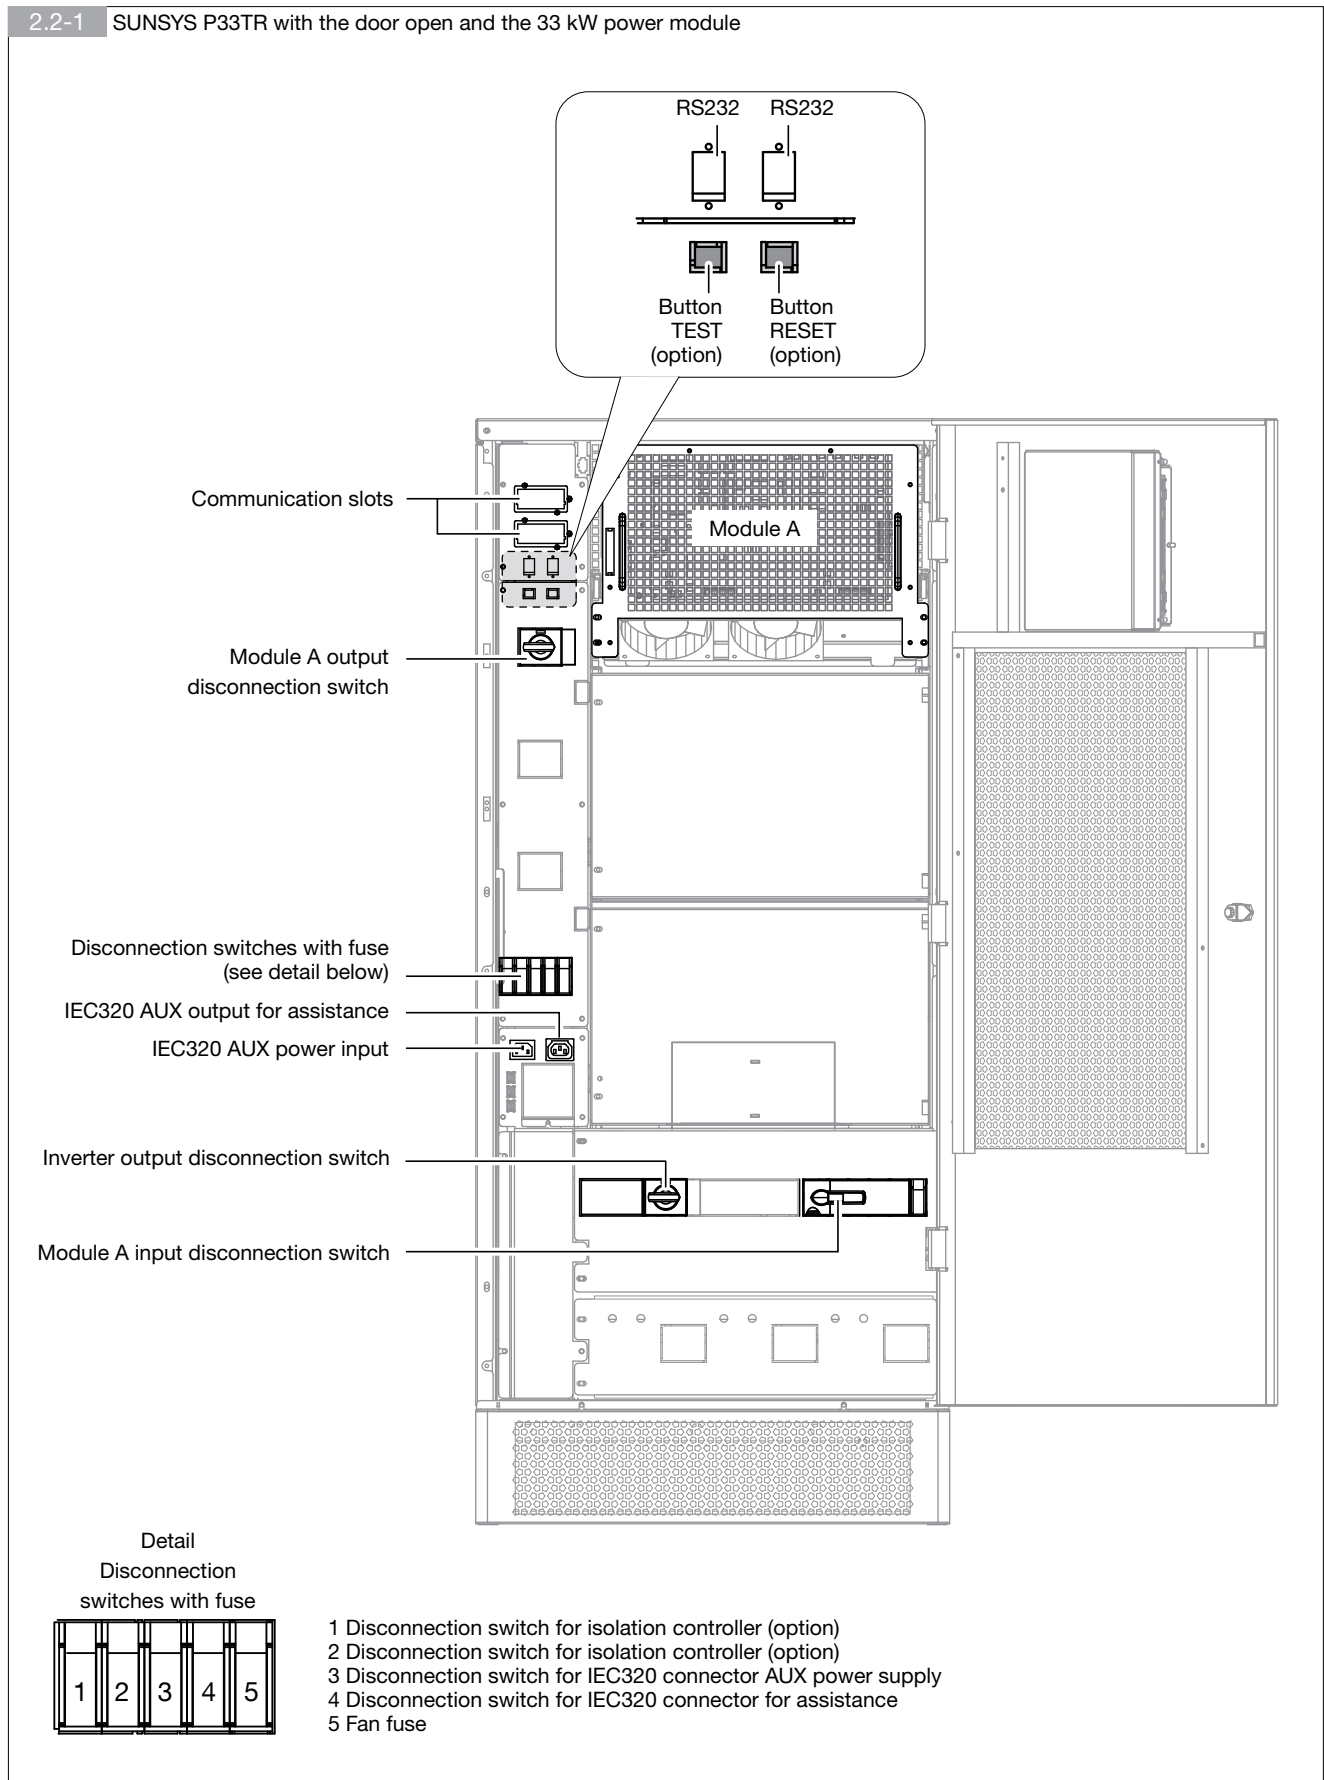 2.2-1 SUNSYS P33TR with the door open and the 33 kW power module
RS232 RS232
Button
TEST
(option)
Button
RESET
(option)
Communication slots
Module A
Module A output
disconnection switch
Disconnection switches with fuse
(see detail below)
IEC320 AUX output for assistance
IEC320 AUX power input
Inverter output disconnection switch
Module A input disconnection switch
Detail
Disconnection
switches with fuse
1 2 3 4 5
1 Disconnection switch for isolation controller (option)
2 Disconnection switch for isolation controller (option)
3 Disconnection switch for IEC320 connector AUX power supply
4 Disconnection switch for IEC320 connector for assistance
5 Fan fuse